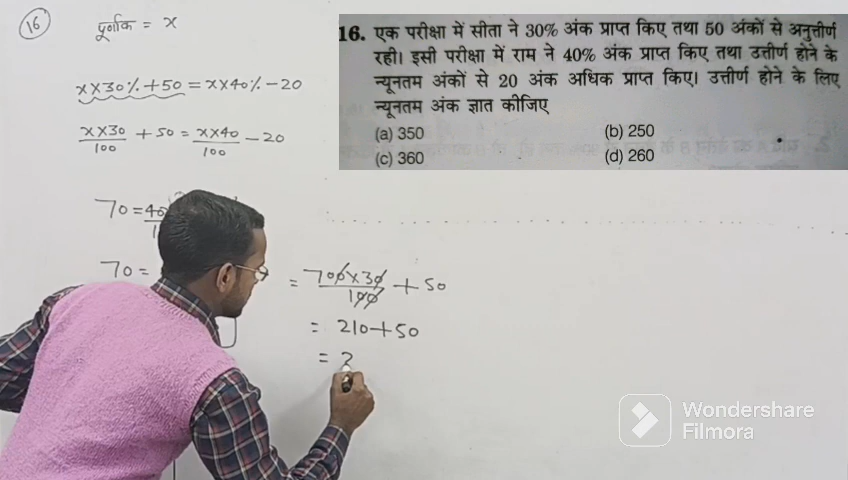 16
पूर्णांक = x
x×30%+50=x×40%-20
x×30/100 + 50 = x×40/100 - 20
70 = 40
70 =
= 700×30/100 + 50
= 210+50
= 2
16. एक परीक्षा में सीता ने 30% अंक प्राप्त किए तथा 50 अंकों से अनुत्तीर्ण
रही। इसी परीक्षा में राम ने 40% अंक प्राप्त किए तथा उत्तीर्ण होने के
न्यूनतम अंकों से 20 अंक अधिक प्राप्त किए। उत्तीर्ण होने के लिए
न्यूनतम अंक ज्ञात कीजिए
(a) 350 (b) 250
(c) 360 (d) 260
Wondershare
Filmora